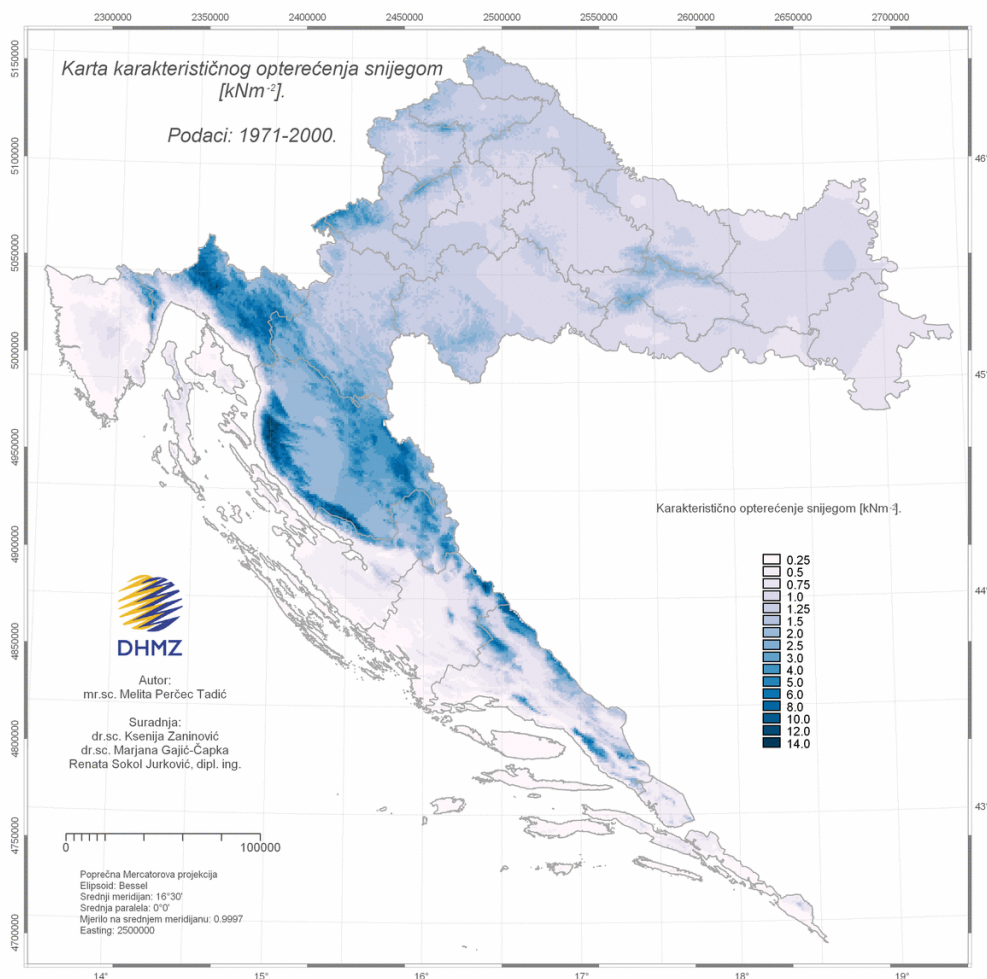 2300000 2350000 2400000 2450000 2500000 2550000 2600000 2650000 2700000
Karta karakterističnog opterećenja snijegom
[kNm-2].
Podaci: 1971-2000.
5150000
5100000
5050000
5000000
4950000
4900000
4850000
4800000
4750000
4700000
46°
45°
44°
43°
Karakteristično opterećenje snijegom [kNm-2].
0.25
0.5
0.75
1.0
1.25
1.5
2.0
2.5
3.0
4.0
5.0
6.0
8.0
10.0
12.0
14.0
DHMZ
Autor:
mr.sc. Melita Perčec Tadić
Suradnja:
dr.sc. Ksenija Zaninović
dr.sc. Marjana Gajić-Čapka
Renata Sokol Jurković, dipl. ing.
0 100000
Poprečna Mercatorova projekcija
Elipsoid: Bessel
Srednji meridijan: 16°30'
Srednja paralela: 0°0'
Mjerilo na srednjem meridijanu: 0.9997
Easting: 2500000
14° 15° 16° 17° 18° 19°